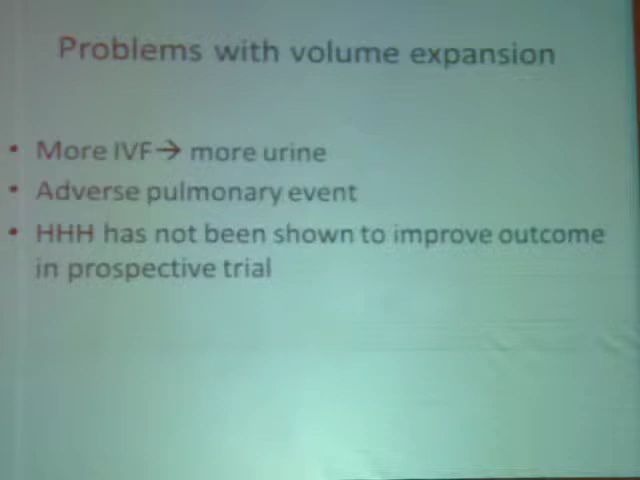 Problems with volume expansion
• More IVF→ more urine
• Adverse pulmonary event
• HHH has not been shown to improve outcome
in prospective trial